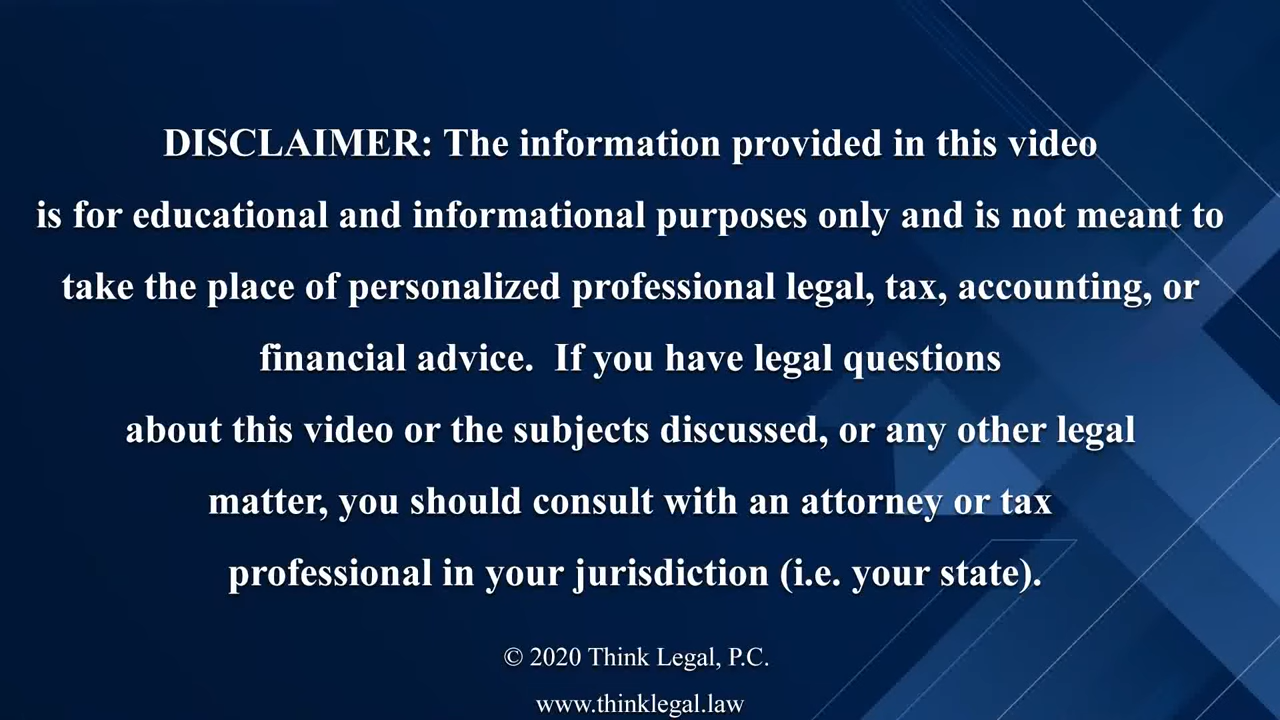 DISCLAIMER: The information provided in this video
is for educational and informational purposes only and is not meant to
take the place of personalized professional legal, tax, accounting, or
financial advice.  If you have legal questions
about this video or the subjects discussed, or any other legal
matter, you should consult with an attorney or tax
professional in your jurisdiction (i.e. your state).
© 2020 Think Legal, P.C.
www.thinklegal.law